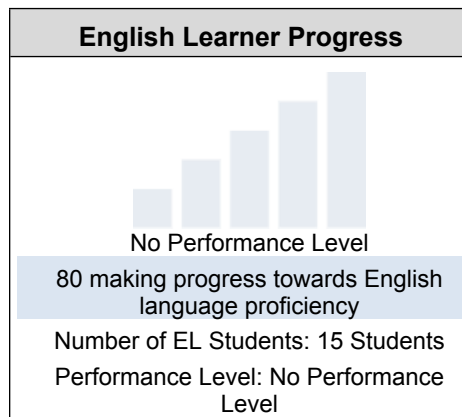 English Learner Progress
No Performance Level
80 making progress towards English
language proficiency
Number of EL Students: 15 Students
Performance Level: No Performance
Level